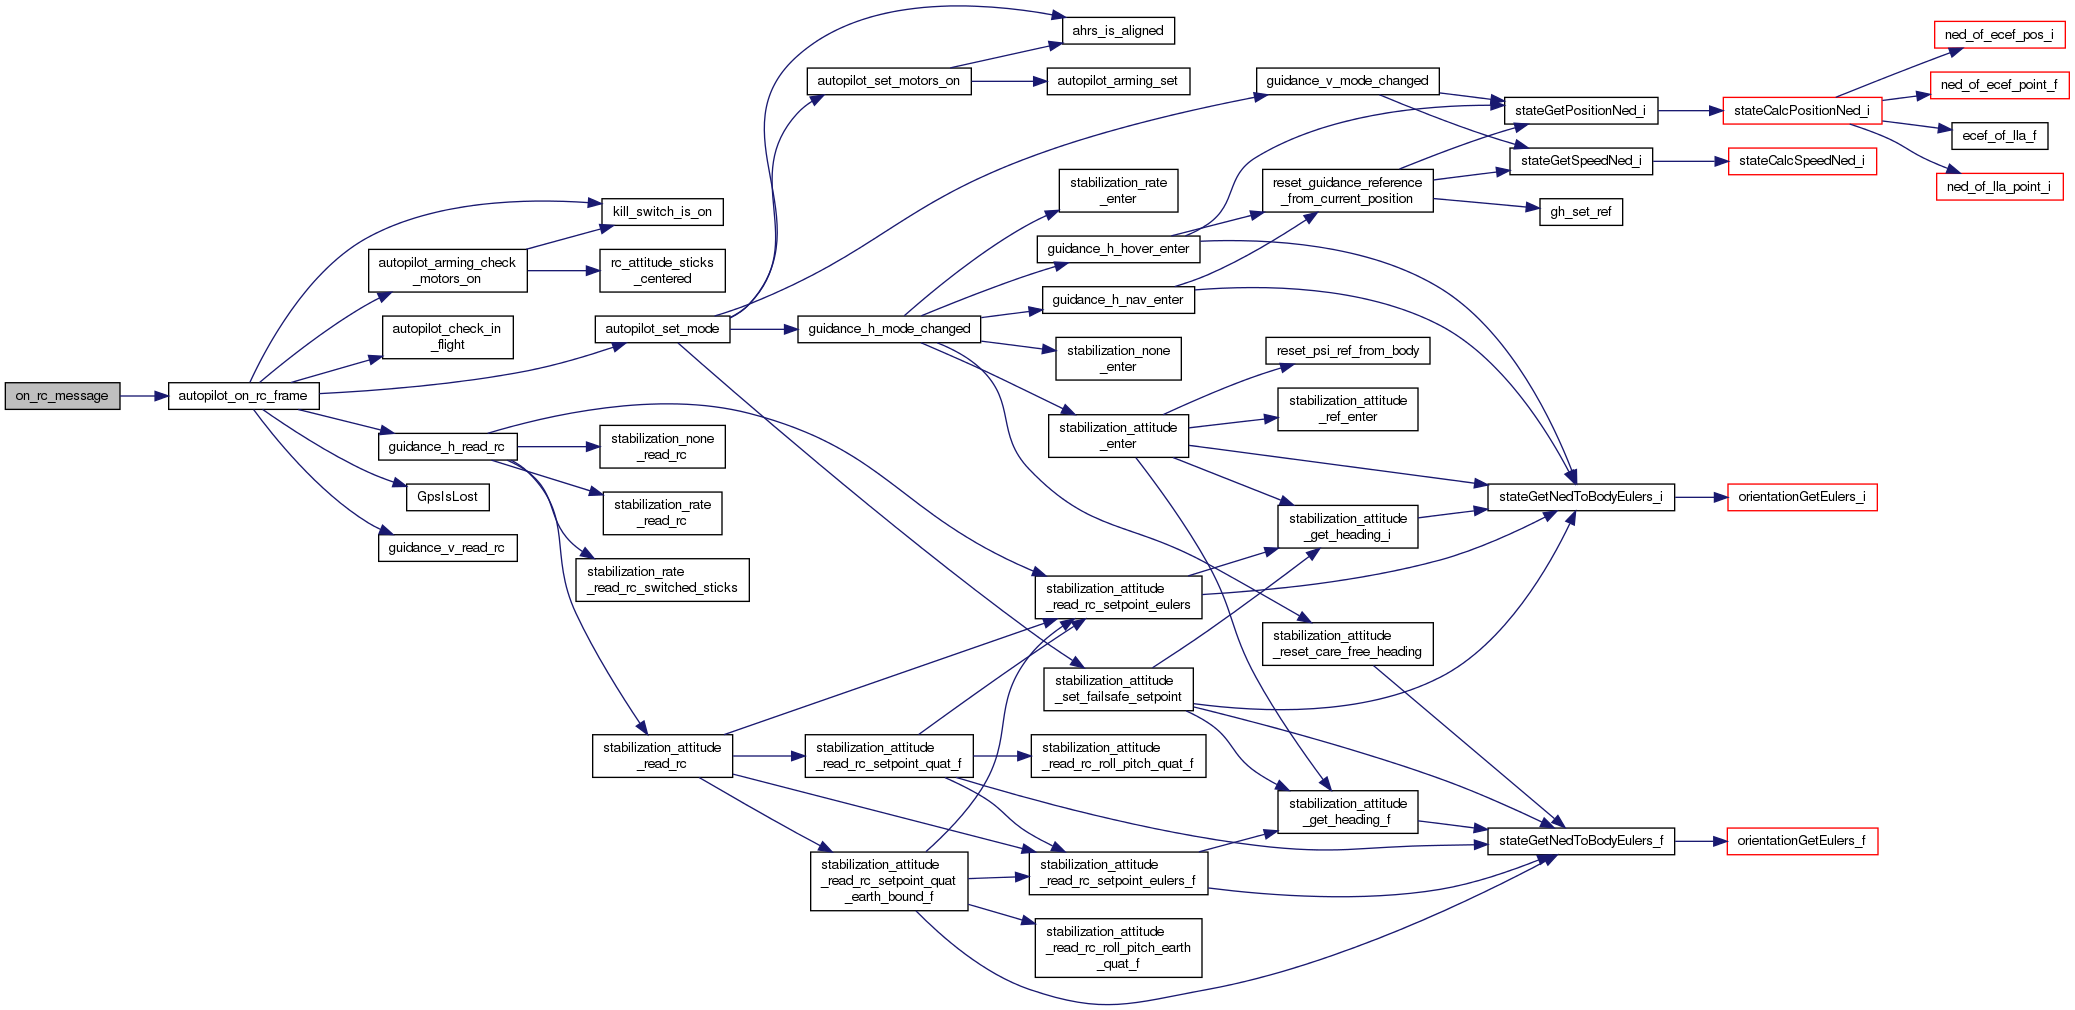 on_rc_message
autopilot_on_rc_frame
kill_switch_is_on
autopilot_arming_check
_motors_on
rc_attitude_sticks
_centered
autopilot_check_in
_flight
autopilot_set_mode
guidance_h_read_rc
stabilization_none
_read_rc
GpsIsLost
stabilization_rate
_read_rc
guidance_v_read_rc
stabilization_rate
_read_rc_switched_sticks
stabilization_attitude
_read_rc
ahrs_is_aligned
autopilot_set_motors_on
autopilot_arming_set
guidance_h_mode_changed
stabilization_rate
_enter
guidance_h_hover_enter
guidance_h_nav_enter
stabilization_none
_enter
stabilization_attitude
_enter
stabilization_attitude
_read_rc_setpoint_eulers
stabilization_attitude
_set_failsafe_setpoint
stabilization_attitude
_read_rc_setpoint_quat_f
stabilization_attitude
_read_rc_roll_pitch_quat_f
stabilization_attitude
_read_rc_setpoint_quat
_earth_bound_f
stabilization_attitude
_read_rc_setpoint_eulers_f
stabilization_attitude
_read_rc_roll_pitch_earth
_quat_f
guidance_v_mode_changed
reset_guidance_reference
_from_current_position
reset_psi_ref_from_body
stabilization_attitude
_ref_enter
stabilization_attitude
_get_heading_i
stabilization_attitude
_reset_care_free_heading
stabilization_attitude
_get_heading_f
stateGetPositionNed_i
stateGetSpeedNed_i
gh_set_ref
stateGetNedToBodyEulers_i
stateGetNedToBodyEulers_f
stateCalcPositionNed_i
stateCalcSpeedNed_i
orientationGetEulers_i
orientationGetEulers_f
ned_of_ecef_pos_i
ned_of_ecef_point_f
ecef_of_lla_f
ned_of_lla_point_i